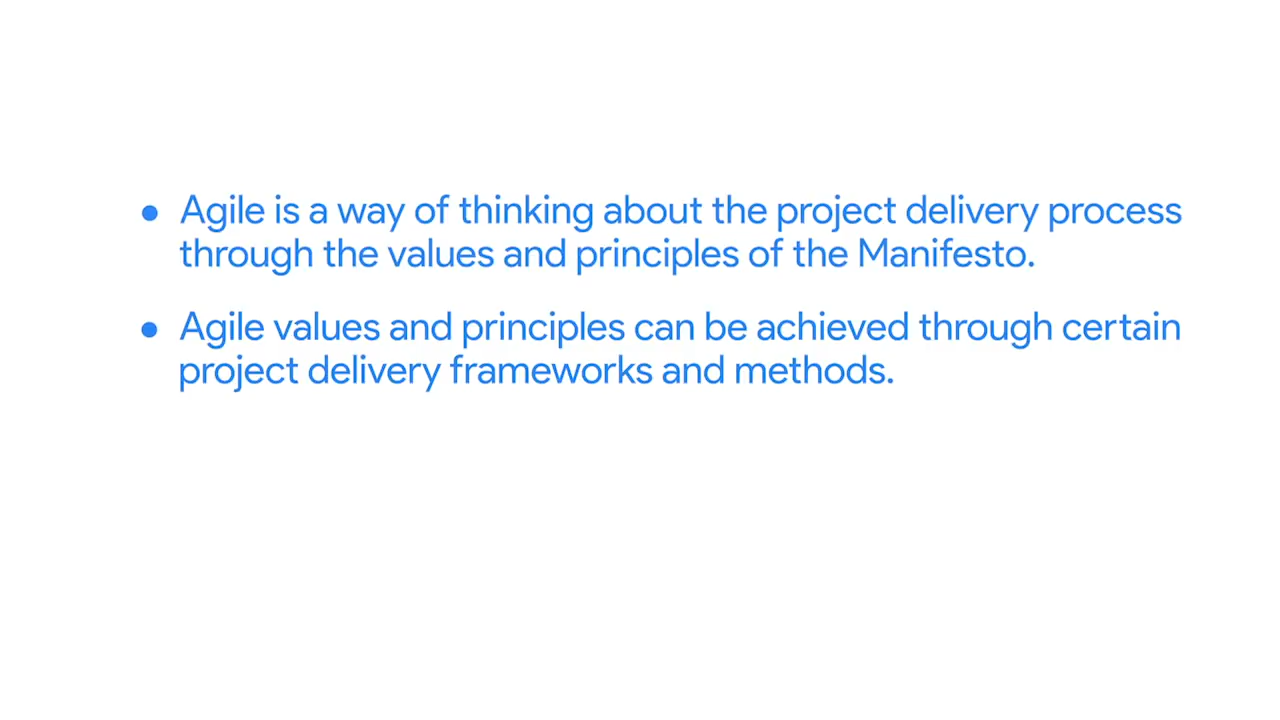 • Agile is a way of thinking about the project delivery process
through the values and principles of the Manifesto.
• Agile values and principles can be achieved through certain
project delivery frameworks and methods.